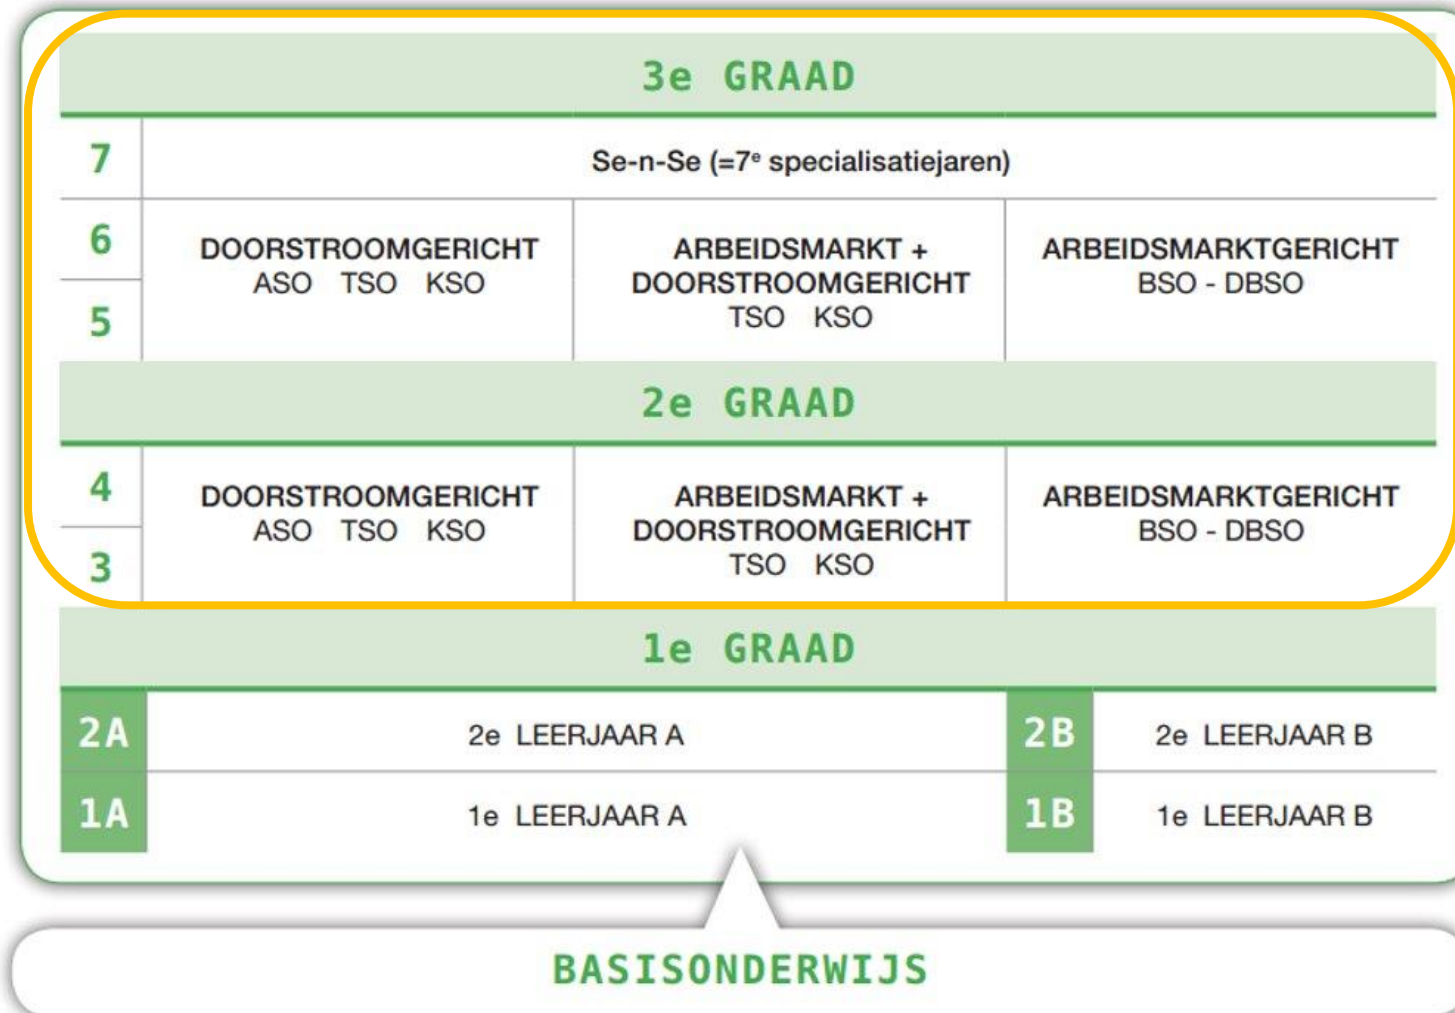 3e GRAAD
7
Se-n-Se (=7ᵉ specialisatiejaren)
6
5
DOORSTROOMGERICHT
ASO TSO KSO
ARBEIDSMARKT +
DOORSTROOMGERICHT
TSO KSO
ARBEIDSMARKTGERICHT
BSO - DBSO
2e GRAAD
4
3
DOORSTROOMGERICHT
ASO TSO KSO
ARBEIDSMARKT +
DOORSTROOMGERICHT
TSO KSO
ARBEIDSMARKTGERICHT
BSO - DBSO
1e GRAAD
2A
2e LEERJAAR A
2B
2e LEERJAAR B
1A
1e LEERJAAR A
1B
1e LEERJAAR B
BASISONDERWIJS